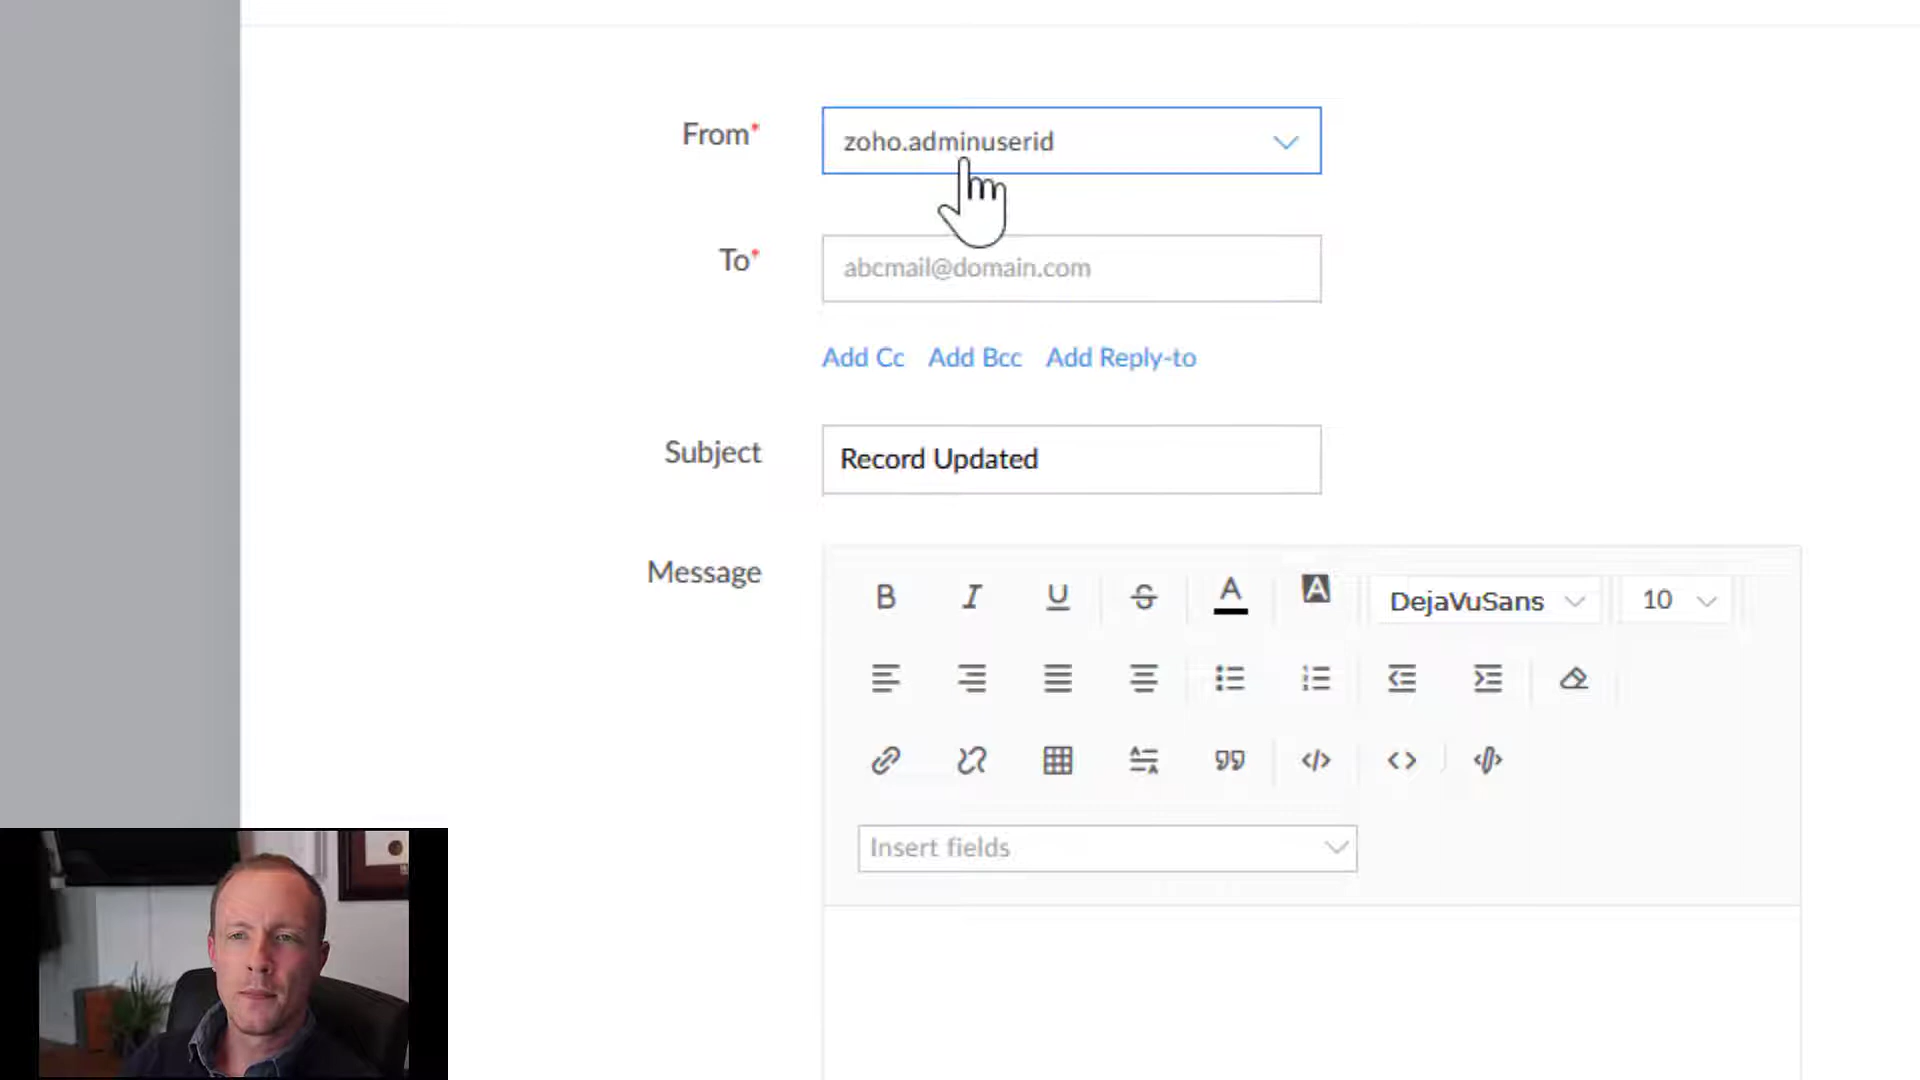 From*
zoho.adminuserid
To*
abcmail@domain.com
Add Cc Add Bcc Add Reply-to
Subject
Record Updated
Message
DejaVuSans
10
Insert fields